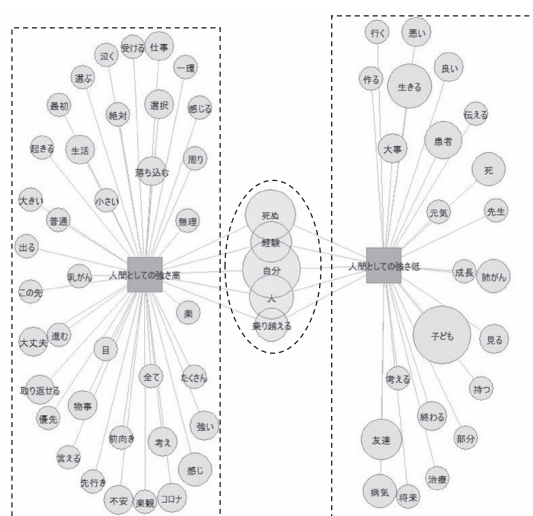 泣く
受ける
仕事
選ぶ
一環
最初
絶対
選択
感じる
起きる
生活
落ち込む
周り
大きい
小さい
普通
無理
出る
乳がん
人間としての強さ高
この先
楽
大丈夫
進む
目
全て
たくさん
取り返せる
物事
優先
強い
前向き
考え
言える
感じ
先行き
不安
楽観
コロナ
死ぬ
経験
自分
人
乗り越える
行く
悪い
作る
生きる
良い
伝える
大事
患者
死
元気
先生
人間としての強さ低
成長
肺がん
子ども
見る
考える
持つ
終わる
友達
部分
治療
病気
将来